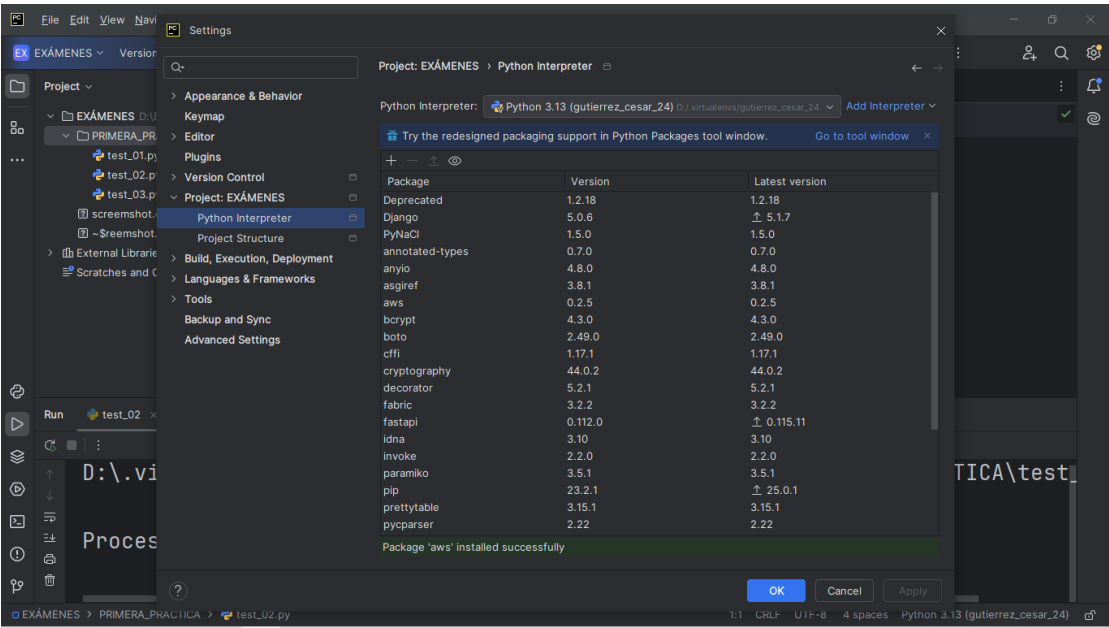 PC File Edit View Navi
Settings
EX EXÁMENES Version
Project
EXÁMENES D:\
PRIMERA_PR
test_01.py
test_02.p
test_03.p
screemshot.
~$reemshot.
External Librarie
Scratches and C
Appearance & Behavior
Keymap
Editor
Plugins
Version Control
Project: EXÁMENES
Python Interpreter
Project Structure
Build, Execution, Deployment
Languages & Frameworks
Tools
Backup and Sync
Advanced Settings
Project: EXÁMENES › Python Interpreter
Python Interpreter: Python 3.13 (gutierrez_cesar_24) D:/.virtualenvs/gutierrez_cesar_24 Add Interpreter
Try the redesigned packaging support in Python Packages tool window. Go to tool window ×
Package Version Latest version
Deprecated 1.2.18 1.2.18
Django 5.0.6 5.1.7
PyNaCl 1.5.0 1.5.0
annotated-types 0.7.0 0.7.0
anyio 4.8.0 4.8.0
asgiref 3.8.1 3.8.1
aws 0.2.5 0.2.5
bcrypt 4.3.0 4.3.0
boto 2.49.0 2.49.0
cffi 1.17.1 1.17.1
cryptography 44.0.2 44.0.2
decorator 5.2.1 5.2.1
fabric 3.2.2 3.2.2
fastapi 0.112.0 0.115.11
idna 3.10 3.10
invoke 2.2.0 2.2.0
paramiko 3.5.1 3.5.1
pip 23.2.1 25.0.1
prettytable 3.15.1 3.15.1
pycparser 2.22 2.22
Package 'aws' installed successfully
? OK Cancel Apply
Run test_02 ×
D:\.vi TICA\test_
Proces
EXÁMENES > PRIMERA_PRACTICA > test_02.py 1:1 CRLF UTF-8 4 spaces Python 3.13 (gutierrez_cesar_24)